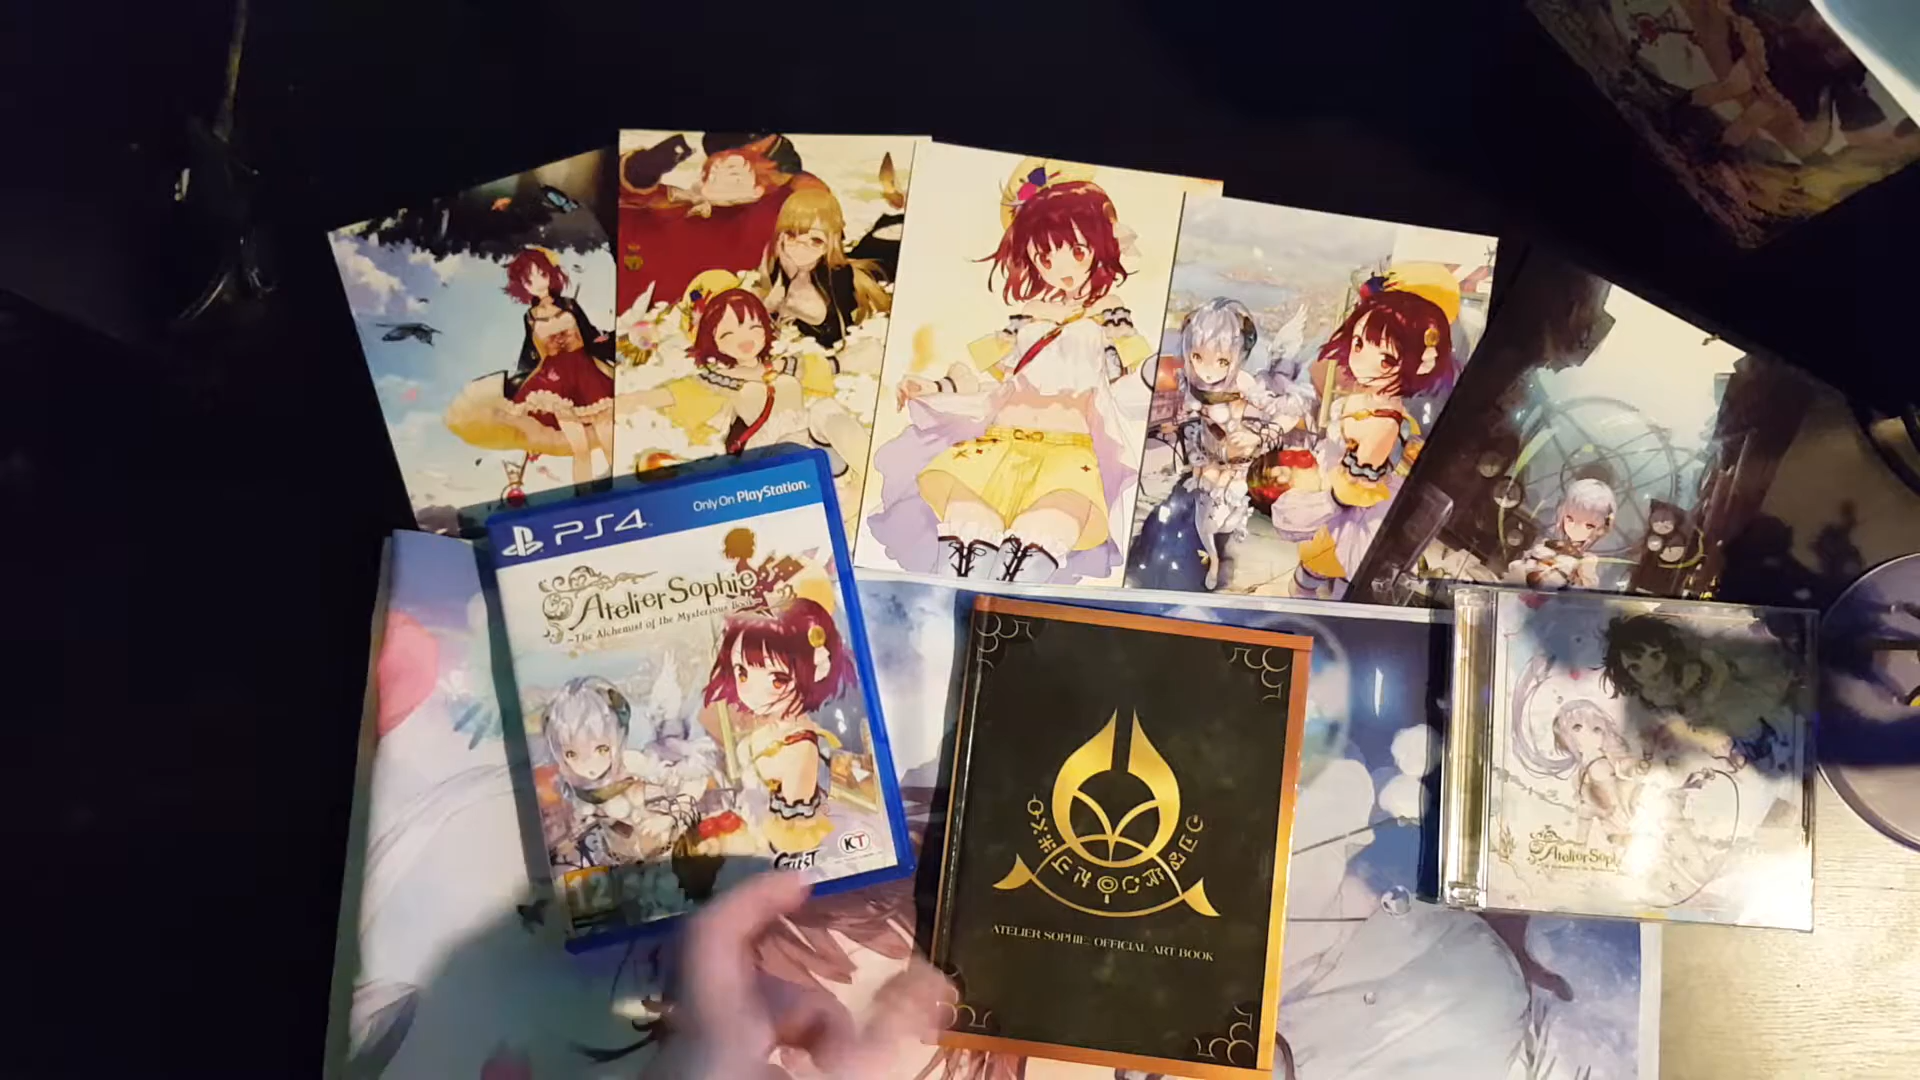 Only On PlayStation
PS4
Atelier Sophie
~The Alchemist of the Mysterious Book~
GUST
KT
12
ATELIER SOPHIE: OFFICIAL ART BOOK
Atelier Soph